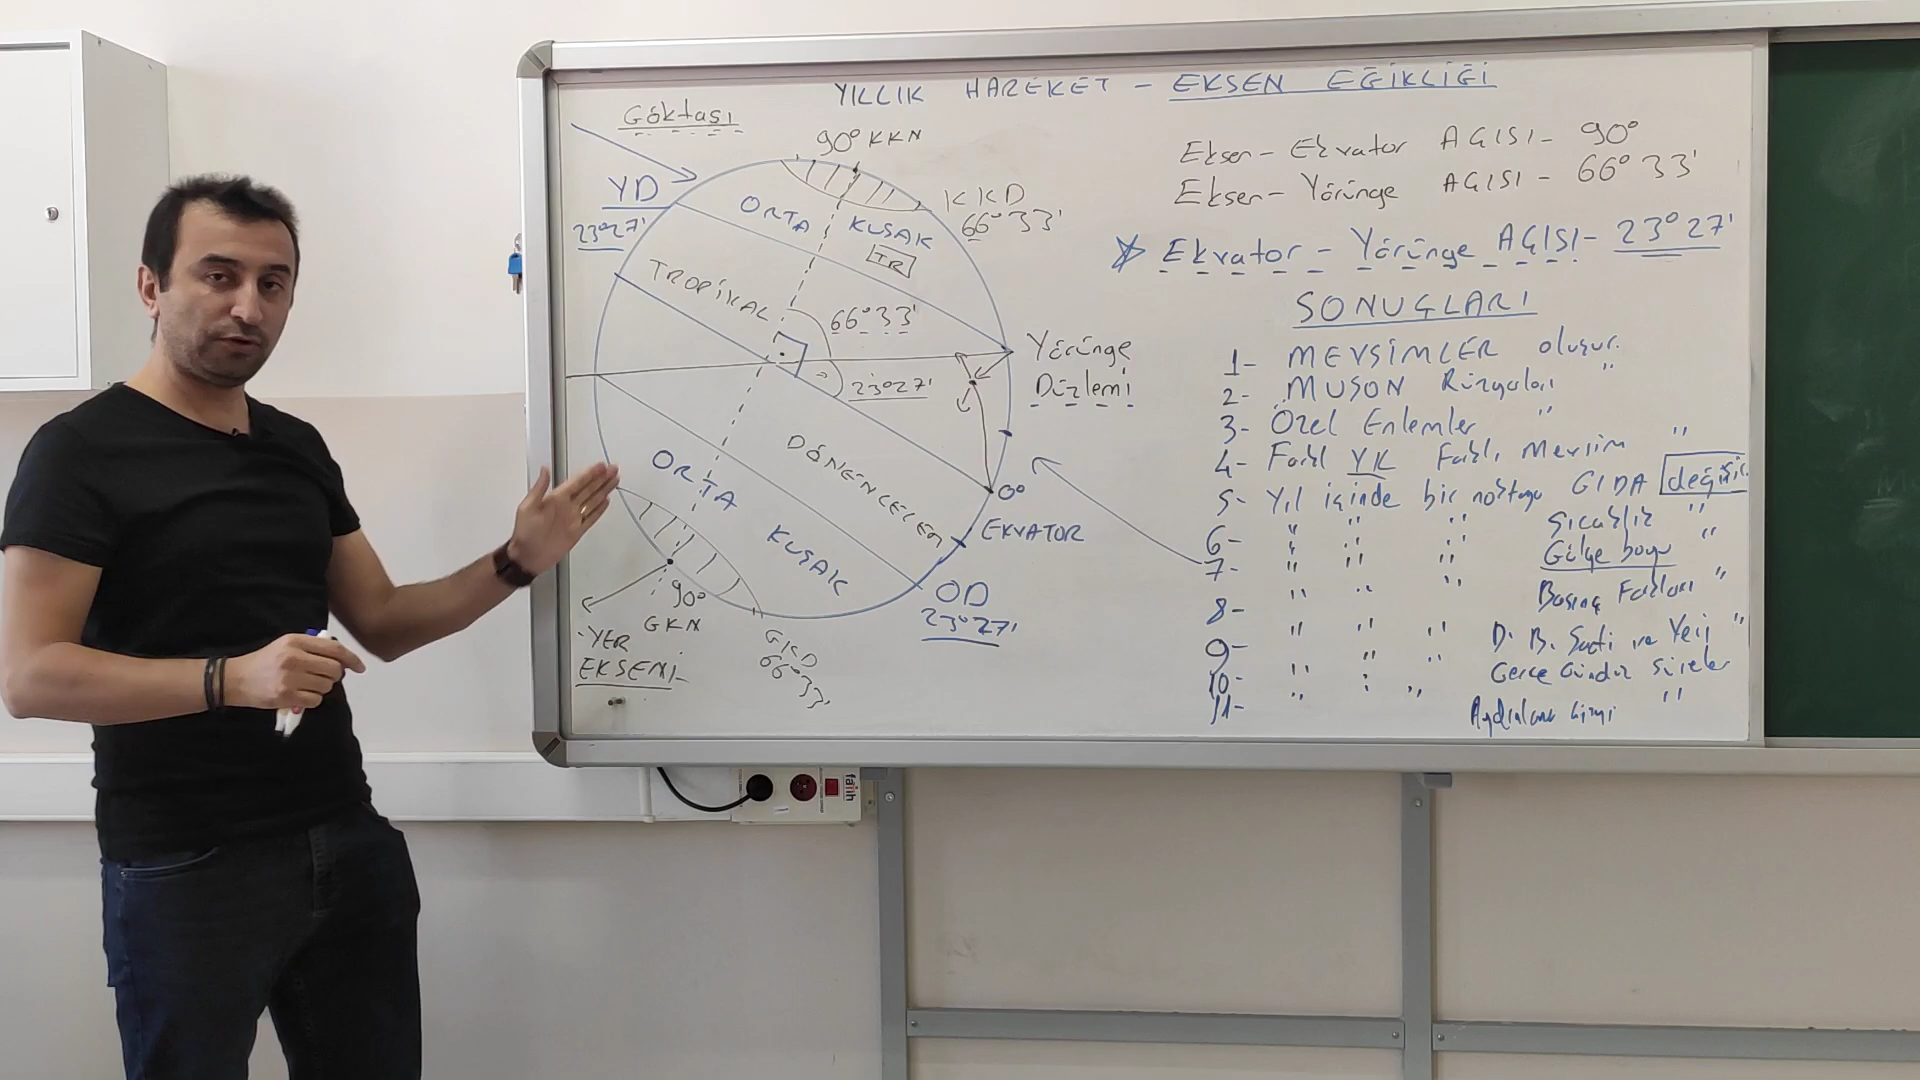 YILLIK HAREKET - EKSEN EĞİKLİĞİ
Göktaşı
90° KKN
YD
23°27'
KKD
66°33'
ORTA KUŞAK
TR
TROPİKAL
66°33'
23°27'
Yörünge
Düzlemi
DÖNENCELER
0°
EKVATOR
ORTA KUŞAK
OD
23°27'
90°
GKN
GKD
66°33'
YER
EKSENİ
Eksen - Ekvator AÇISI - 90°
Eksen - Yörünge AÇISI - 66°33'
Ekvator - Yörünge AÇISI - 23°27'
SONUÇLARI
1- MEVSİMLER oluşur.
2- MUSON Rüzgarları "
3- Özel Enlemler "
4- Farklı YK Farklı Mevsim "
5- Yıl içinde bir noktaya GIDA değişir
6- " " " Sıcaklık "
7- " " " Gölge boyu "
8- " " " Basınç Farkları "
9- " " " D. B. Saati ve Yeri "
10- " " " Gece Gündüz Süreler
11- " " " Aydınlanma Çizgi "
fatih